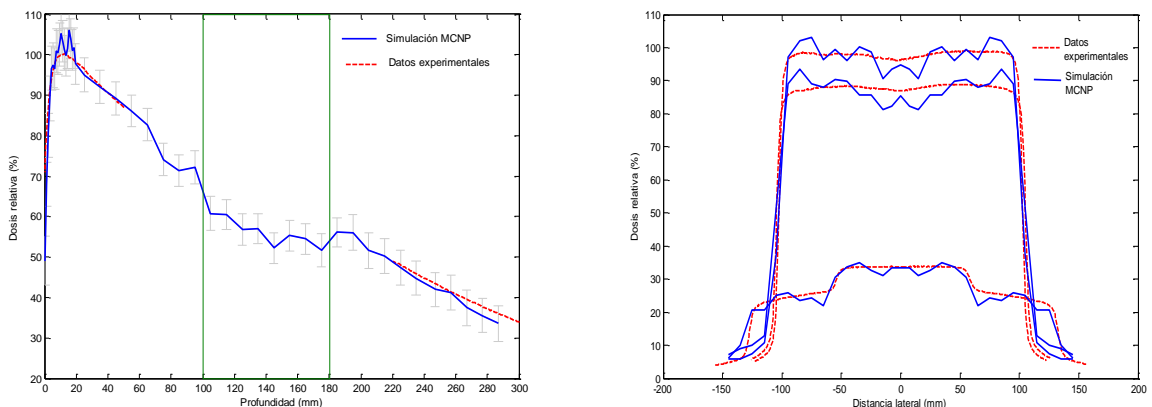 110
100
90
80
70
60
50
40
30
20
Dosis relativa (%)
Simulación MCNP
Datos experimentales
0 20 40 60 80 100 120 140 160 180 200 220 240 260 280 300
Profundidad (mm)
110
100
90
80
70
60
50
40
30
20
10
0
Dosis relativa (%)
Datos
experimentales
Simulación
MCNP
-200 -150 -100 -50 0 50 100 150 200
Distancia lateral (mm)